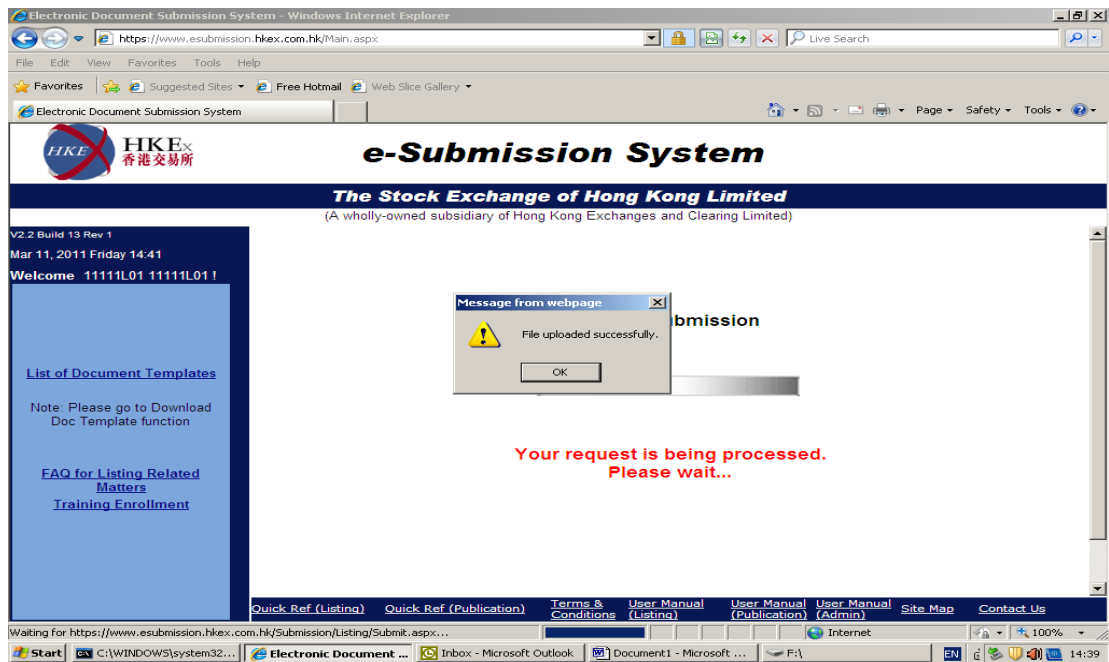 Electronic Document Submission System - Windows Internet Explorer
https://www.esubmission.hkex.com.hk/Main.aspx
Live Search
File Edit View Favorites Tools Help
Favorites Suggested Sites Free Hotmail Web Slice Gallery
Electronic Document Submission System
Page Safety Tools
HKEx
HKEx
香港交易所
e-Submission System
The Stock Exchange of Hong Kong Limited
(A wholly-owned subsidiary of Hong Kong Exchanges and Clearing Limited)
V2.2 Build 13 Rev 1
Mar 11, 2011 Friday 14:41
Welcome 11111L01 11111L01 !
List of Document Templates
Note: Please go to Download
Doc Template function
FAQ for Listing Related
Matters
Training Enrollment
Message from webpage
File uploaded successfully.
OK
bmission
Your request is being processed.
Please wait...
Quick Ref (Listing) Quick Ref (Publication) Terms & Conditions User Manual (Listing) User Manual (Publication) User Manual (Admin) Site Map Contact Us
Waiting for https://www.esubmission.hkex.com.hk/Submission/Listing/Submit.aspx...
Internet
100%
Start C:\WINDOWS\system32... Electronic Document ... Inbox - Microsoft Outlook Document1 - Microsoft ... F:\ EN 14:39